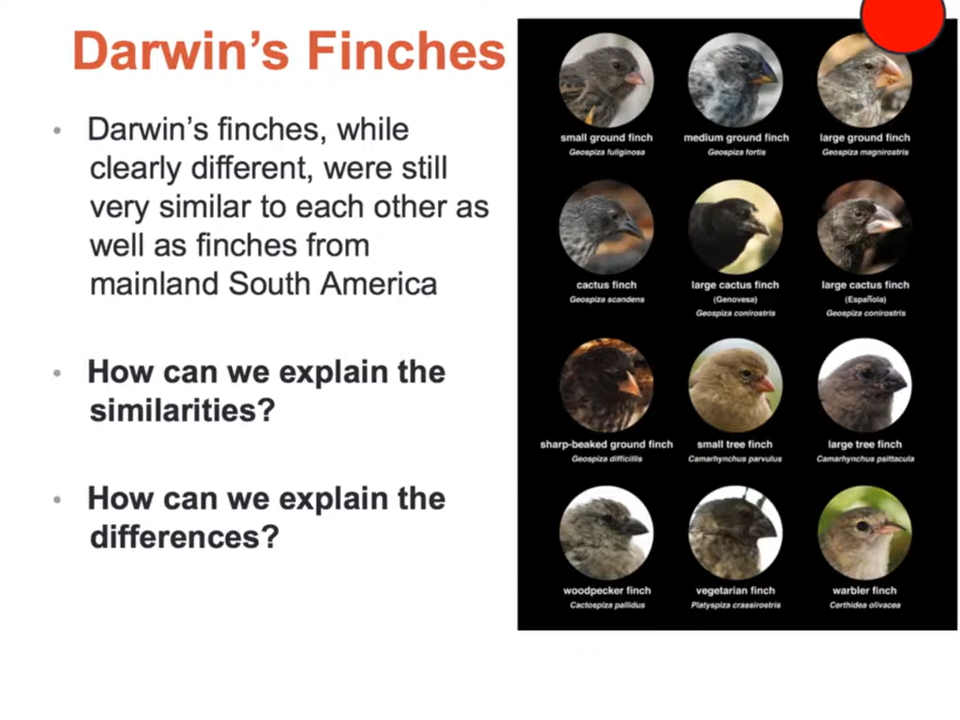 Darwin's Finches
• Darwin's finches, while
clearly different, were still
very similar to each other as
well as finches from
mainland South America
• How can we explain the
similarities?
• How can we explain the
differences?
small ground finch
Geospiza fuliginosa
medium ground finch
Geospiza fortis
large ground finch
Geospiza magnirostris
cactus finch
Geospiza scandens
large cactus finch
(Genovesa)
Geospiza conirostris
large cactus finch
(Española)
Geospiza conirostris
sharp-beaked ground finch
Geospiza difficilis
small tree finch
Camarhynchus parvulus
large tree finch
Camarhynchus psittacula
woodpecker finch
Cactospiza pallidus
vegetarian finch
Platyspiza crassirostris
warbler finch
Certhidea olivacea